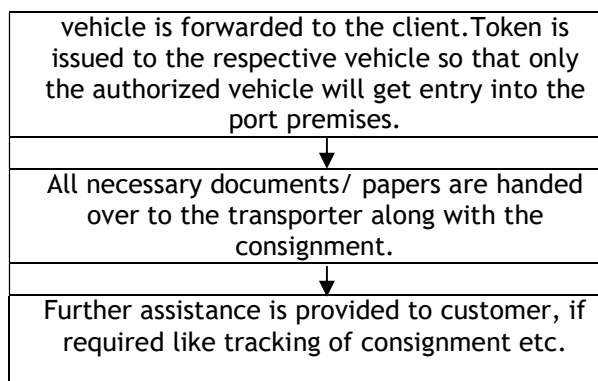 vehicle is forwarded to the client.Token is
issued to the respective vehicle so that only
the authorized vehicle will get entry into the
port premises.
All necessary documents/ papers are handed
over to the transporter along with the
consignment.
Further assistance is provided to customer, if
required like tracking of consignment etc.